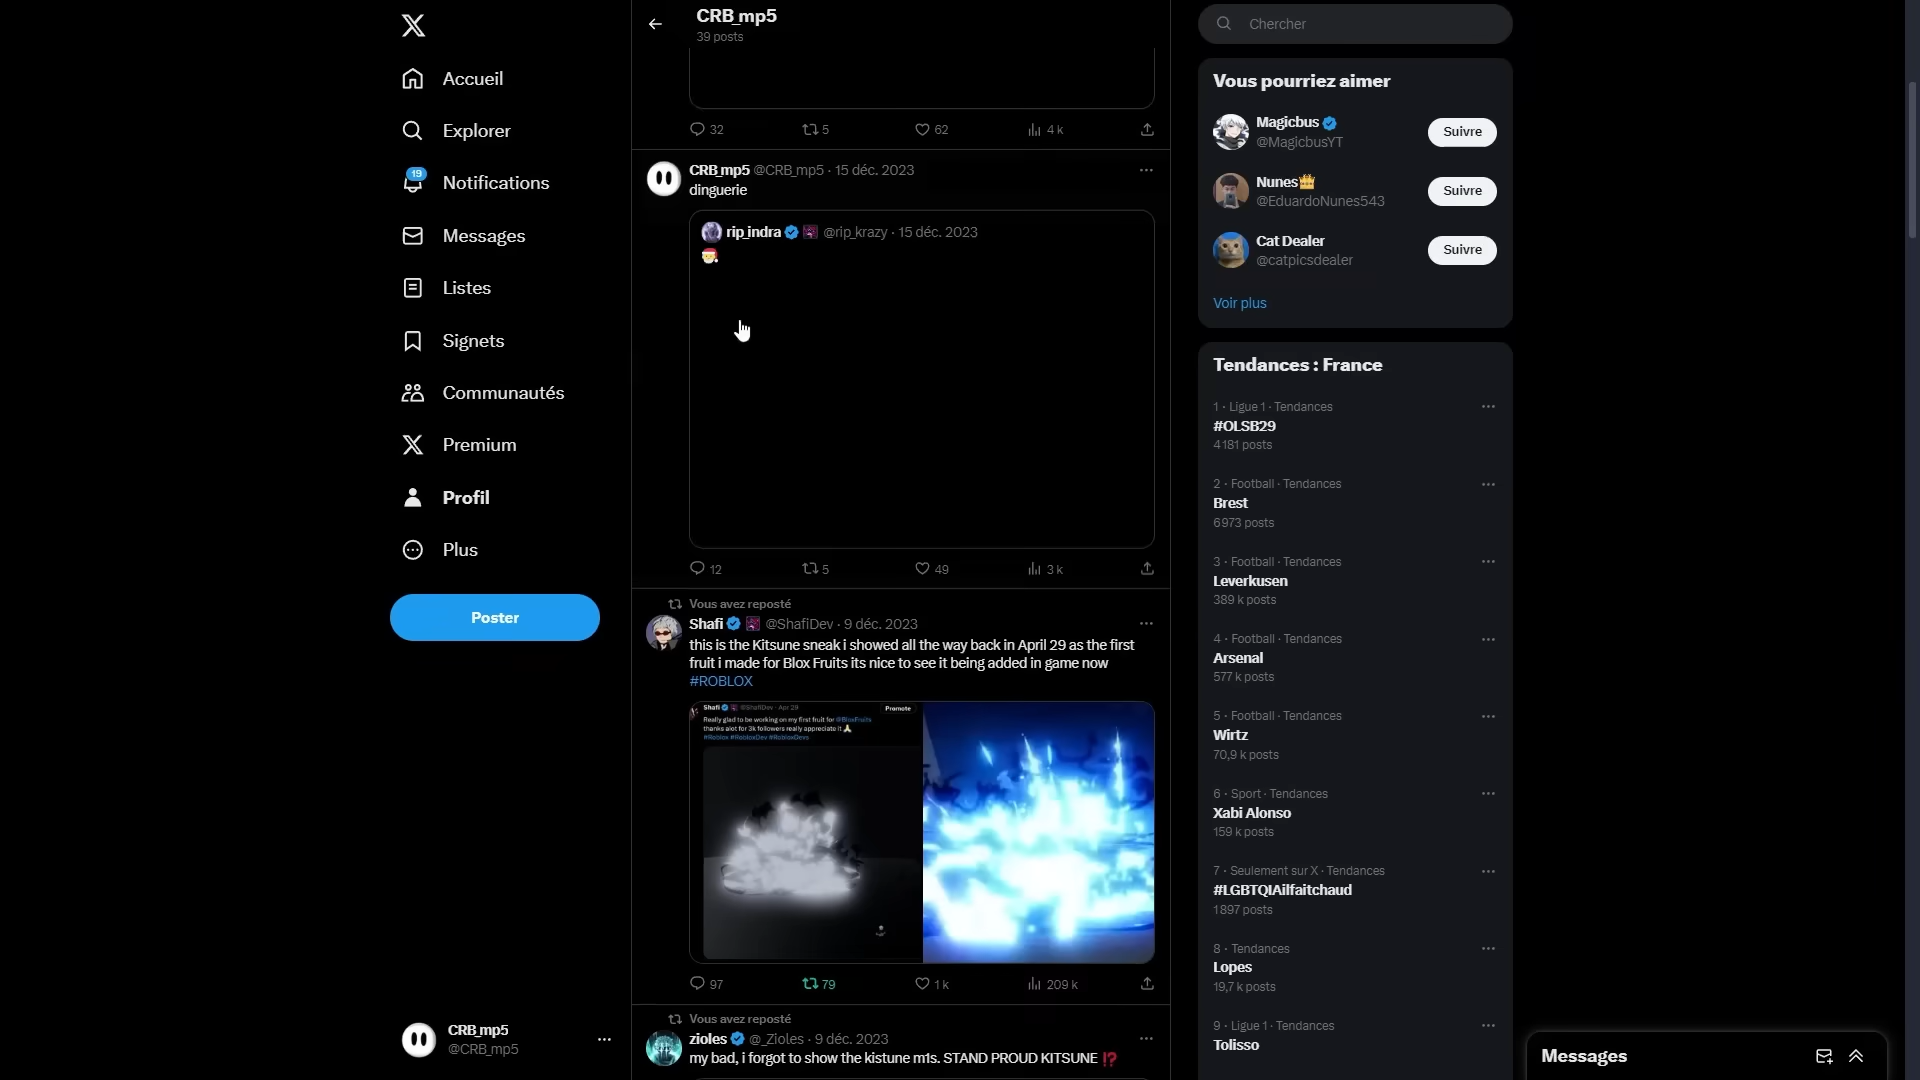 Accueil
Explorer
19
Notifications
Messages
Listes
Signets
Communautés
Premium
Profil
Plus
Poster
CRB_mp5
@CRB_mp5
CRB_mp5
39 posts
32
5
62
4 k
CRB_mp5 @CRB_mp5 · 15 déc. 2023
dinguerie
rip_indra @rip_krazy · 15 déc. 2023
12
5
49
3 k
Vous avez reposté
Shafi @ShafiDev · 9 déc. 2023
this is the Kitsune sneak i showed all the way back in April 29 as the first
fruit i made for Blox Fruits its nice to see it being added in game now
#ROBLOX
Shafi @ShafiDev · Apr 29
Promote
Really glad to be working on my first fruit for @BloxFruits
thanks alot for 3k followers really appreciate it
#Roblox #RobloxDev #RobloxDevs
97
79
1 k
209 k
Vous avez reposté
zioles @_Zioles · 9 déc. 2023
my bad, i forgot to show the kistune mts. STAND PROUD KITSUNE ⁉️
Chercher
Vous pourriez aimer
Magicbus
@MagicbusYT
Suivre
Nunes
@EduardoNunes543
Suivre
Cat Dealer
@catpicsdealer
Suivre
Voir plus
Tendances : France
1 · Ligue 1 · Tendances
#OLSB29
4 181 posts
2 · Football · Tendances
Brest
6 973 posts
3 · Football · Tendances
Leverkusen
389 k posts
4 · Football · Tendances
Arsenal
577 k posts
5 · Football · Tendances
Wirtz
70,9 k posts
6 · Sport · Tendances
Xabi Alonso
159 k posts
7 · Seulement sur X · Tendances
#LGBTQIAilfaitchaud
1 897 posts
8 · Tendances
Lopes
19,7 k posts
9 · Ligue 1 · Tendances
Tolisso
Messages